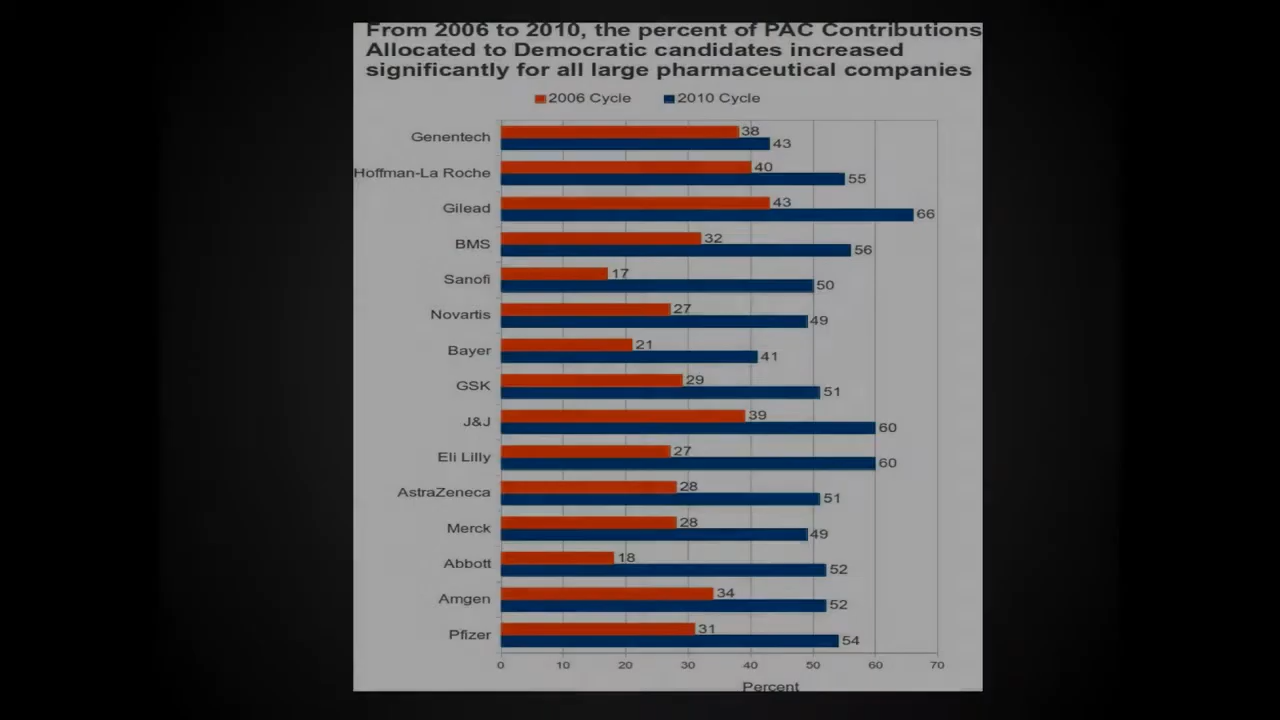 From 2006 to 2010, the percent of PAC Contributions
Allocated to Democratic candidates increased
significantly for all large pharmaceutical companies
2006 Cycle 2010 Cycle
Genentech 38 43
Hoffman-La Roche 40 55
Gilead 43 66
BMS 32 56
Sanofi 17 50
Novartis 27 49
Bayer 21 41
GSK 29 51
J&J 39 60
Eli Lilly 27 60
AstraZeneca 28 51
Merck 28 49
Abbott 18 52
Amgen 34 52
Pfizer 31 54
0 10 20 30 40 50 60 70
Percent